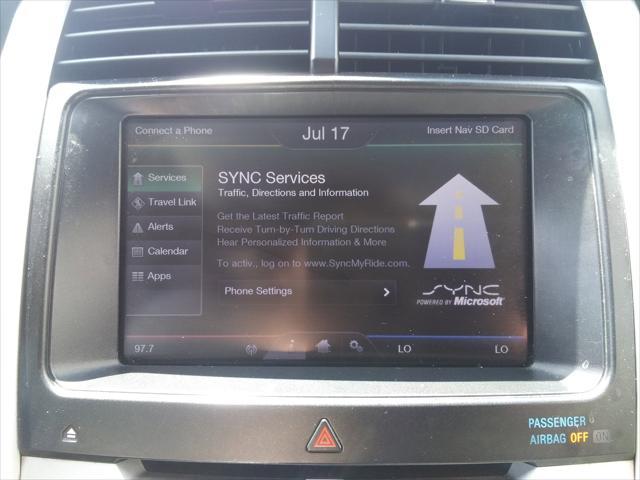 Connect a Phone
Jul 17
Insert Nav SD Card
Services
Travel Link
Alerts
Calendar
Apps
SYNC Services
Traffic, Directions and Information
Get the Latest Traffic Report
Receive Turn-by-Turn Driving Directions
Hear Personalized Information & More
To activ., log on to www.SyncMyRide.com.
Phone Settings
SYNC
POWERED BY Microsoft
97.7
LO
LO
PASSENGER
AIRBAG OFF ON